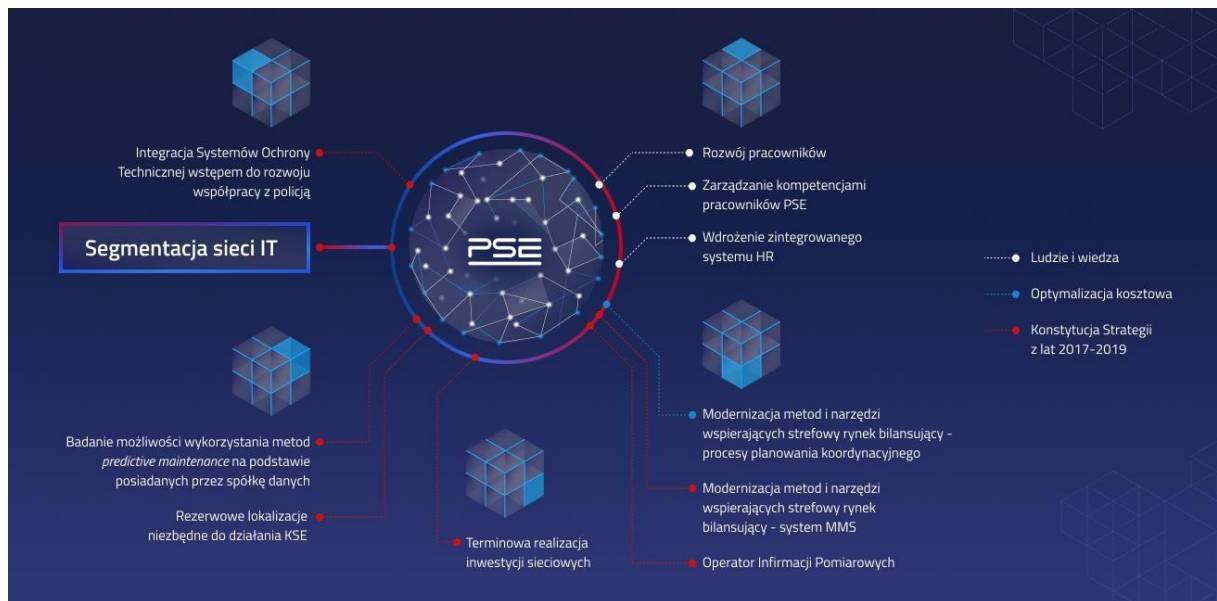 Integracja Systemów Ochrony
Technicznej wstępem do rozwoju
współpracy z policją
Segmentacja sieci IT
Badanie możliwości wykorzystania metod
predictive maintenance na podstawie
posiadanych przez spółkę danych
Rezerwowe lokalizacje
niezbędne do działania KSE
PSE
Terminowa realizacja
inwestycji sieciowych
Rozwój pracowników
Zarządzanie kompetencjami
pracowników PSE
Wdrożenie zintegrowanego
systemu HR
Modernizacja metod i narzędzi
wspierających strefowy rynek bilansujący -
procesy planowania koordynacyjnego
Modernizacja metod i narzędzi
wspierających strefowy rynek
bilansujący - system MMS
Operator Infirmacji Pomiarowych
Ludzie i wiedza
Optymalizacja kosztowa
Konstytucja Strategii
z lat 2017-2019